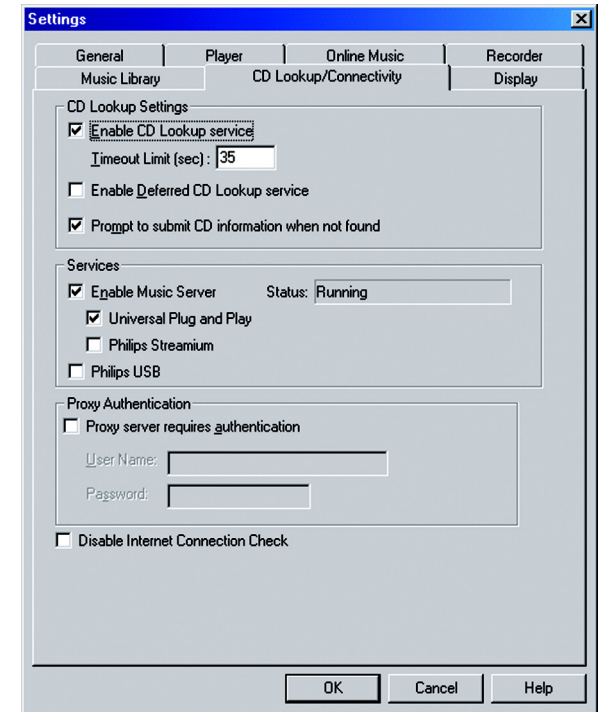 Settings
General Player Online Music Recorder
Music Library CD Lookup/Connectivity Display
CD Lookup Settings
Enable CD Lookup service
Timeout Limit (sec) : 35
Enable Deferred CD Lookup service
Prompt to submit CD information when not found
Services
Enable Music Server Status: Running
Universal Plug and Play
Philips Streamium
Philips USB
Proxy Authentication
Proxy server requires authentication
User Name:
Password:
Disable Internet Connection Check
OK Cancel Help